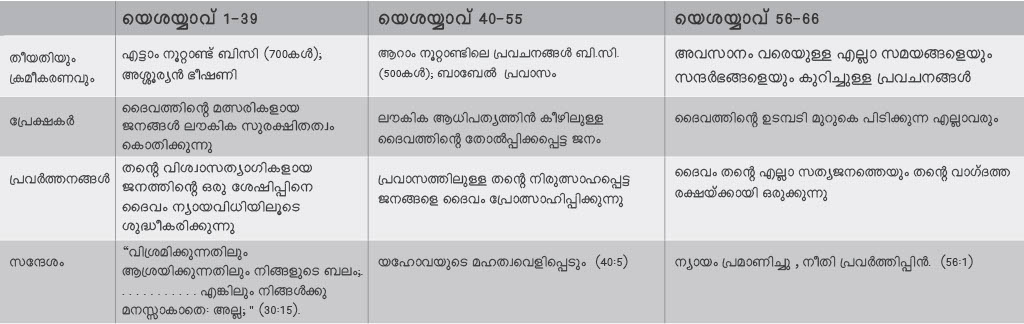 യെശയ്യാവ് 1-39
യെശയ്യാവ് 40-55
യെശയ്യാവ് 56-66
തീയതിയും
ക്രമീകരണവും
എട്ടാം നൂറ്റാണ്ട് ബിസി (700കൾ);
അശ്ശൂര്യൻ ഭീഷണി
ആറാം നൂറ്റാണ്ടിലെ പ്രവചനങ്ങൾ ബി.സി.
(500കൾ); ബാബേൽ പ്രവാസം
അവസാനം വരെയുള്ള എല്ലാ സമയങ്ങളെയും
സന്ദർഭങ്ങളെയും കുറിച്ചുള്ള പ്രവചനങ്ങൾ
പ്രേക്ഷകർ
ദൈവത്തിന്റെ മത്സരികളായ
ജനങ്ങൾ ലൗകിക സുരക്ഷിതത്വം
കൊതിക്കുന്നു
ലൗകിക ആധിപത്യത്തിൻ കീഴിലുള്ള
ദൈവത്തിന്റെ തോൽപ്പിക്കപ്പെട്ട ജനം
ദൈവത്തിന്റെ ഉടമ്പടി മുറുകെ പിടിക്കുന്ന എല്ലാവരും
പ്രവർത്തനങ്ങൾ
തന്റെ വിശ്വാസത്യാഗികളായ
ജനത്തിന്റെ ഒരു ശേഷിപ്പിനെ
ദൈവം ന്യായവിധിയിലൂടെ
ശുദ്ധീകരിക്കുന്നു
പ്രവാസത്തിലുള്ള തന്റെ നിരുത്സാഹപ്പെട്ട
ജനങ്ങളെ ദൈവം പ്രോത്സാഹിപ്പിക്കുന്നു
ദൈവം തന്റെ എല്ലാ സത്യജനത്തെയും തന്റെ വാഗ്ദത്ത
രക്ഷയ്ക്കായി ഒരുക്കുന്നു
സന്ദേശം
“വിശ്രമിക്കുന്നതിലും
ആശ്രയിക്കുന്നതിലും നിങ്ങളുടെ ബലം;.
. . . . . . . . . . . എങ്കിലും നിങ്ങൾക്കു
മനസ്സാകാതെ: അല്ല; " (30:15).
യഹോവയുടെ മഹത്വവെളിപ്പെടും (40:5)
ന്യായം പ്രമാണിച്ചു , നീതി പ്രവർത്തിപ്പിൻ. (56:1)